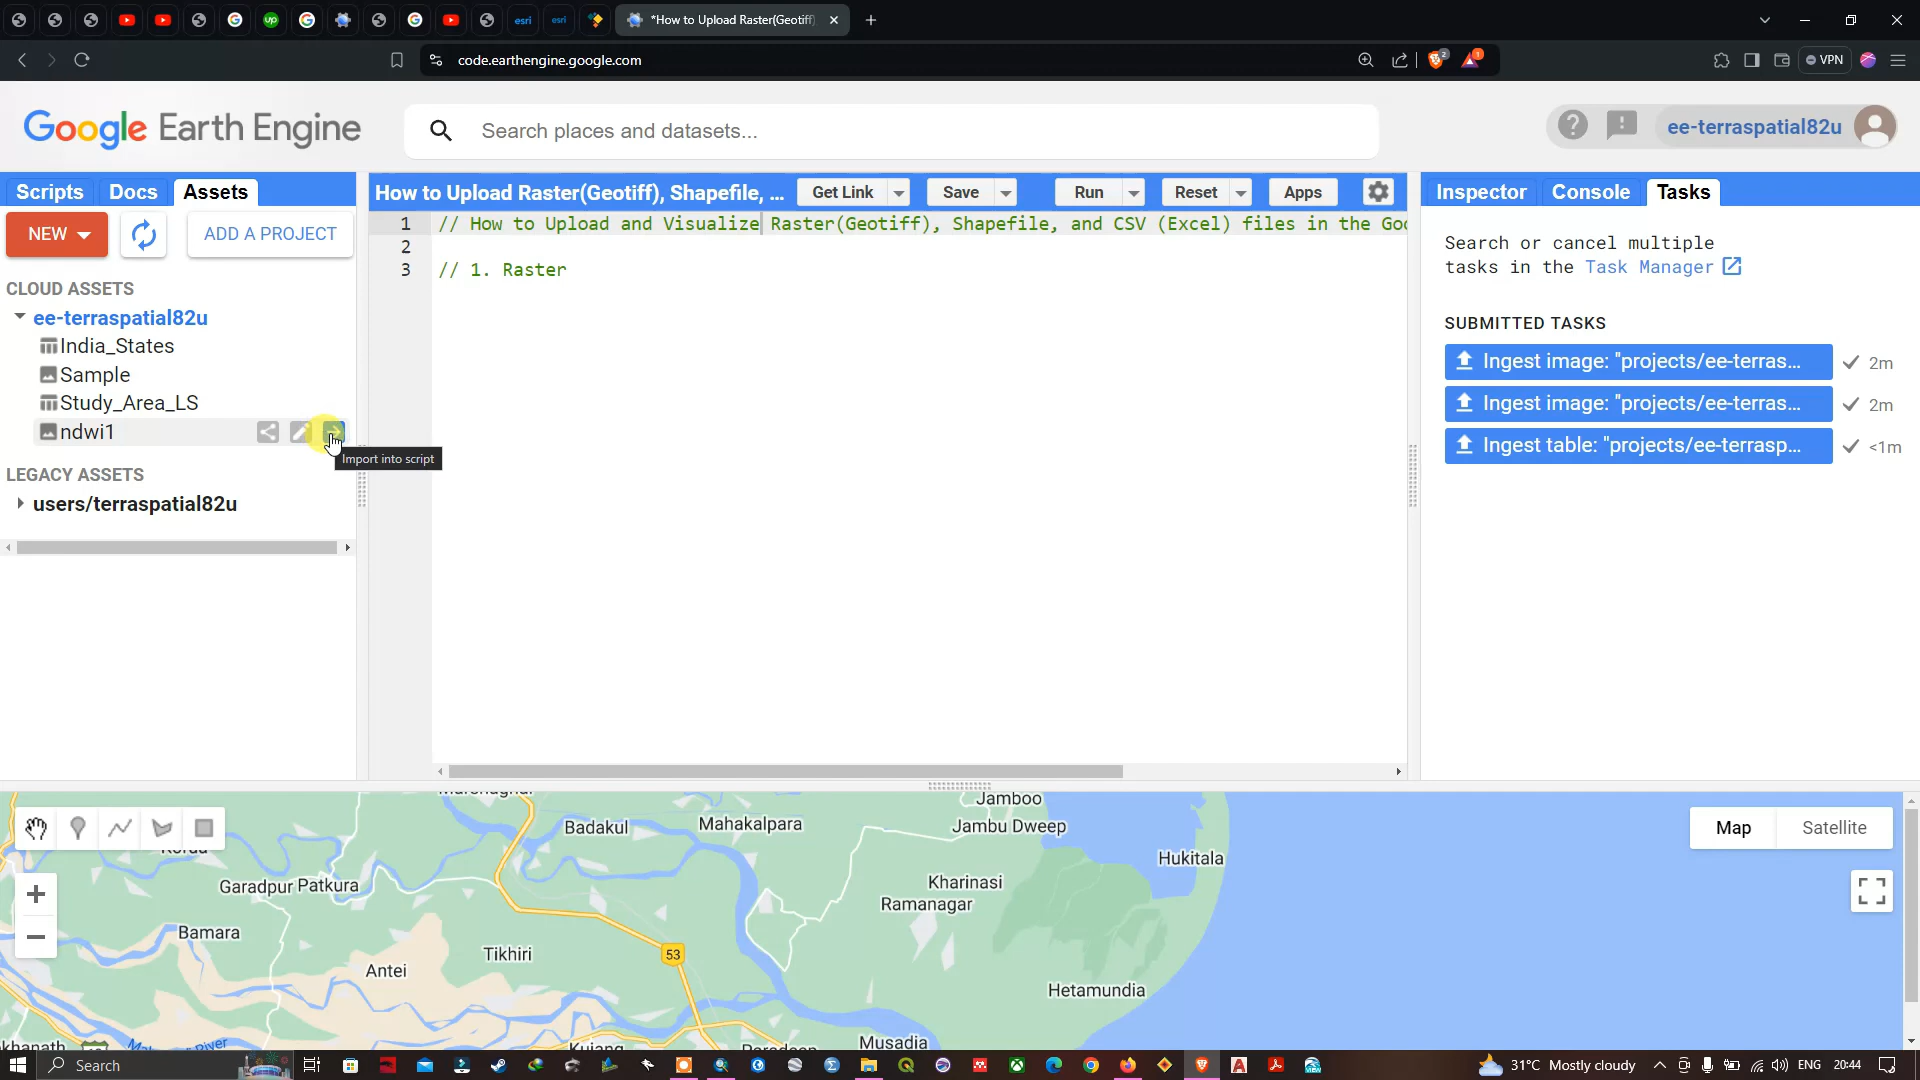 *How to Upload Raster(Geotiff)
code.earthengine.google.com
VPN
Google Earth Engine
Search places and datasets...
ee-terraspatial82u
Scripts Docs Assets
How to Upload Raster(Geotiff), Shapefile, ...
Get Link Save Run Reset Apps
Inspector Console Tasks
NEW
ADD A PROJECT
CLOUD ASSETS
ee-terraspatial82u
India_States
Sample
Study_Area_LS
ndwi1
Import into script
LEGACY ASSETS
users/terraspatial82u
1 // How to Upload and Visualize Raster(Geotiff), Shapefile, and CSV (Excel) files in the Goo
2
3 // 1. Raster
Search or cancel multiple
tasks in the Task Manager
SUBMITTED TASKS
Ingest image: "projects/ee-terras... 2m
Ingest image: "projects/ee-terras... 2m
Ingest table: "projects/ee-terrasp... <1m
Jamboo
Badakul
Mahakalpara
Jambu Dweep
Map Satellite
Hukitala
Garadpur Patkura
Kharinasi
Ramanagar
Bamara
Tikhiri
53
Antei
Hetamundia
Musadia
Kujang
Search
31°C Mostly cloudy
ENG
20:44